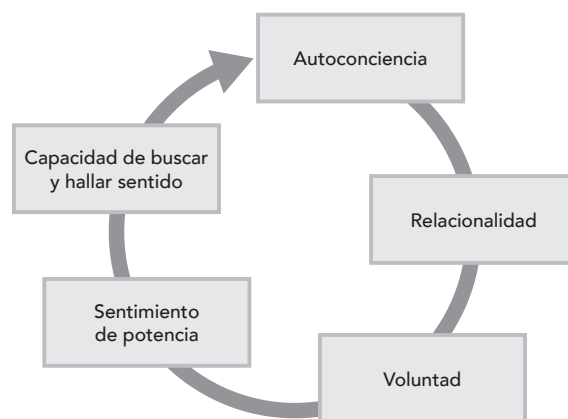 Autoconciencia
Relacionalidad
Voluntad
Sentimiento
de potencia
Capacidad de buscar
y hallar sentido